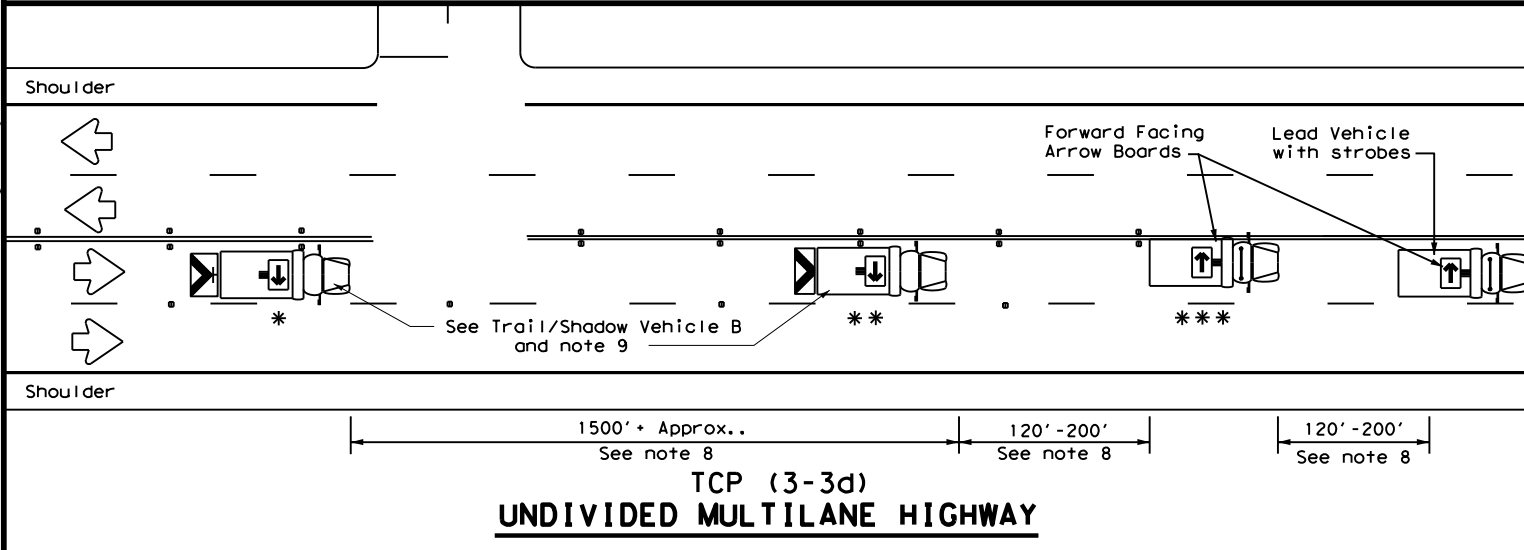 Shoulder
Forward Facing
Arrow Boards
Lead Vehicle
with strobes
*
**
***
See Trail/Shadow Vehicle B
and note 9
Shoulder
1500'+ Approx..
See note 8
120'-200'
See note 8
120'-200'
See note 8
TCP (3-3d)
UNDIVIDED MULTILANE HIGHWAY